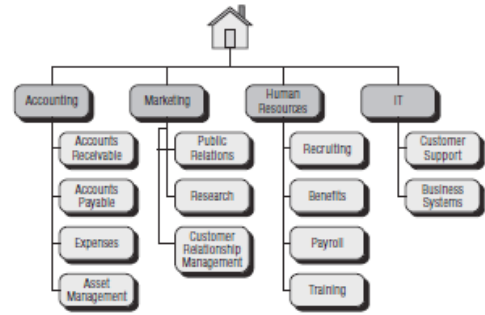 Accounting
Marketing
Human
Resources
IT
Accounts
Receivable
Accounts
Payable
Expenses
Asset
Management
Public
Relations
Research
Customer
Relationship
Management
Recruiting
Benefits
Payroll
Training
Customer
Support
Business
Systems